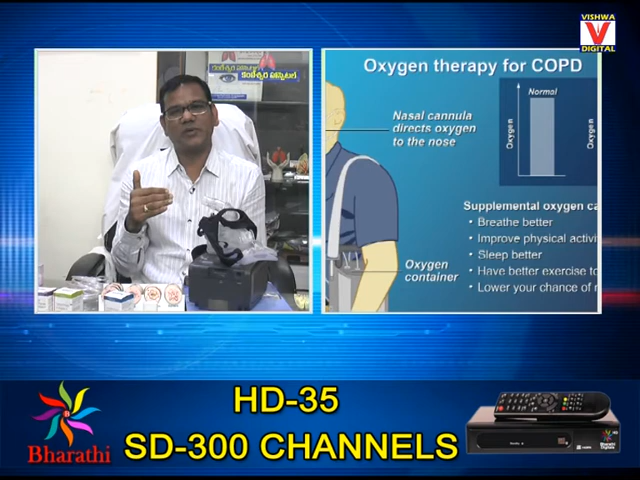 VISHWA
V
DIGITAL
కంటేశ్వర హాస్పిటల్
Oxygen therapy for COPD
Normal
Oxygen
Oxygen
Nasal cannula
directs oxygen
to the nose
Supplemental oxygen ca
• Breathe better
• Improve physical activi
• Sleep better
• Have better exercise to
• Lower your chance of
Oxygen
container
Bharathi
HD-35
SD-300 CHANNELS